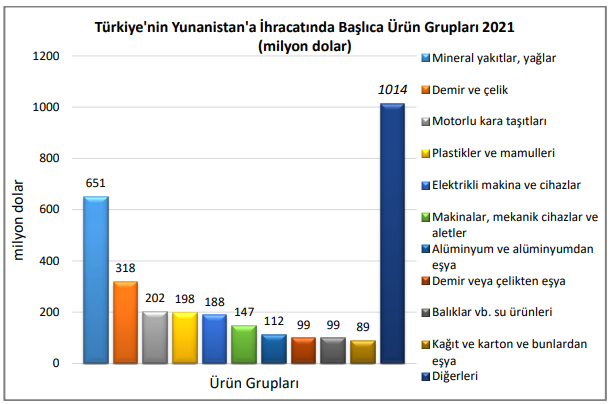 Türkiye'nin Yunanistan'a İhracatında Başlıca Ürün Grupları 2021
(milyon dolar)
1200
1000
800
600
400
200
0
milyon dolar
651
318
202
198
188
147
112
99
99
89
1014
Ürün Grupları
Mineral yakıtlar, yağlar
Demir ve çelik
Motorlu kara taşıtları
Plastikler ve mamulleri
Elektrikli makina ve cihazlar
Makinalar, mekanik cihazlar ve
aletler
Alüminyum ve alüminyumdan
eşya
Demir veya çelikten eşya
Balıklar vb. su ürünleri
Kağıt ve karton ve bunlardan
eşya
Diğerleri